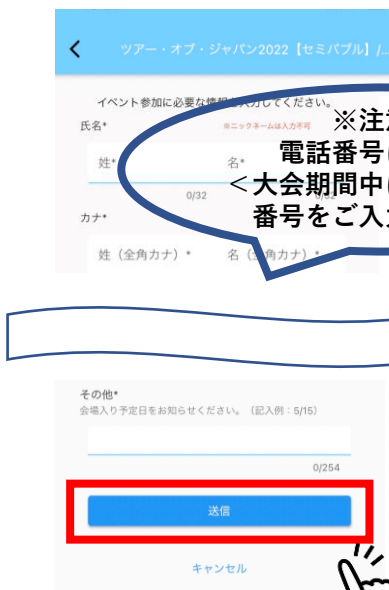 ツアー・オブ・ジャパン2022【セミバブル】/...
イベント参加に必要な情報を入力してください。
氏名*
※ニックネームは入力不可
姓*
名*
0/32
カナ*
姓（全角カナ）*
名（全角カナ）*
※注
電話番号
＜大会期間中
番号をご入
その他*
会場入り予定日をお知らせください。（記入例：5/15）
0/254
送信
キャンセル